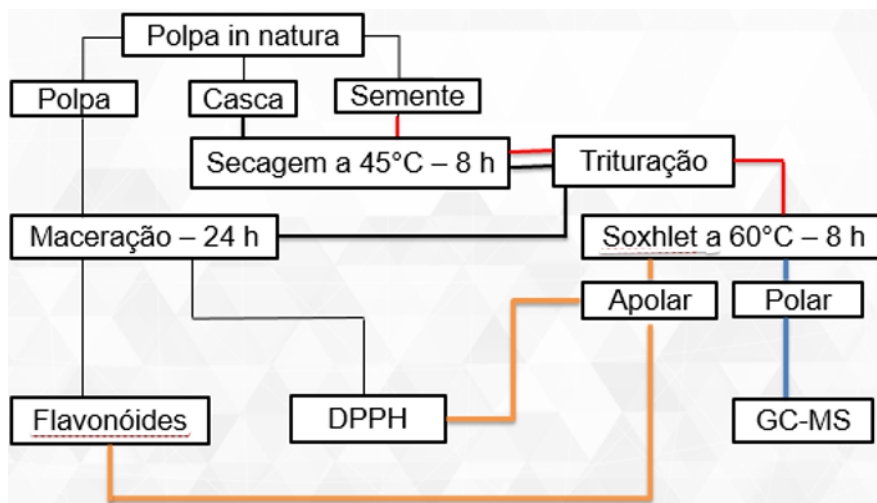 Polpa in natura
Polpa
Casca
Semente
Secagem a 45°C – 8 h
Trituração
Maceração – 24 h
Soxhlet a 60°C – 8 h
Apolar
Polar
Flavonóides
DPPH
GC-MS